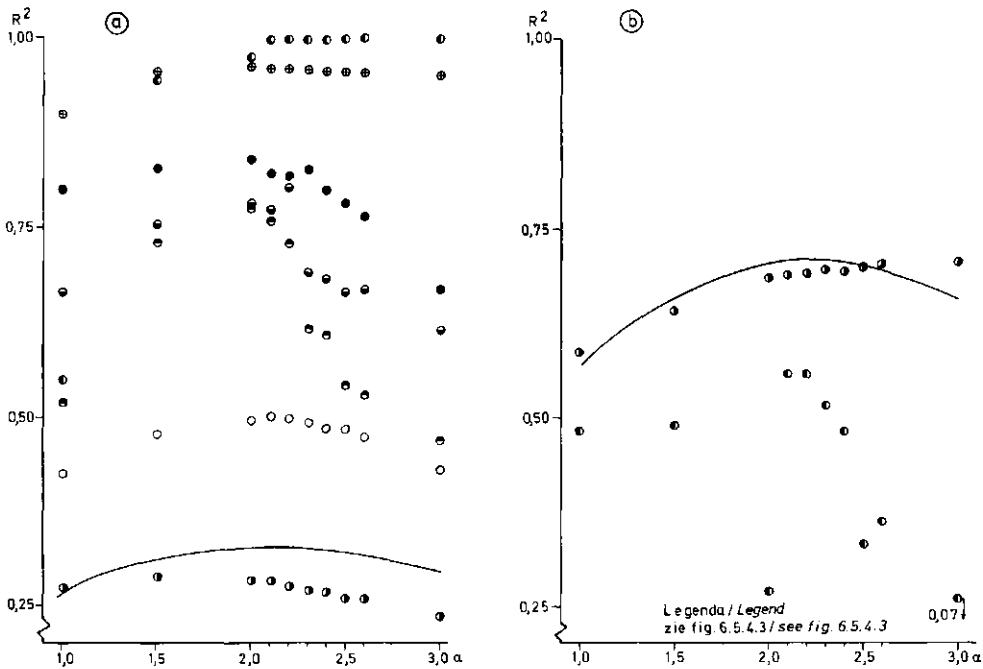 R²
a
1,00
0,75
0,50
0,25
1,0
1,5
2,0
2,5
3,0 α
R²
b
1,00
0,75
0,50
0,25
Legenda / Legend
zie fig. 6.5.4.3 / see fig. 6.5.4.3
0,07↓
1,0
1,5
2,0
2,5
3,0 α